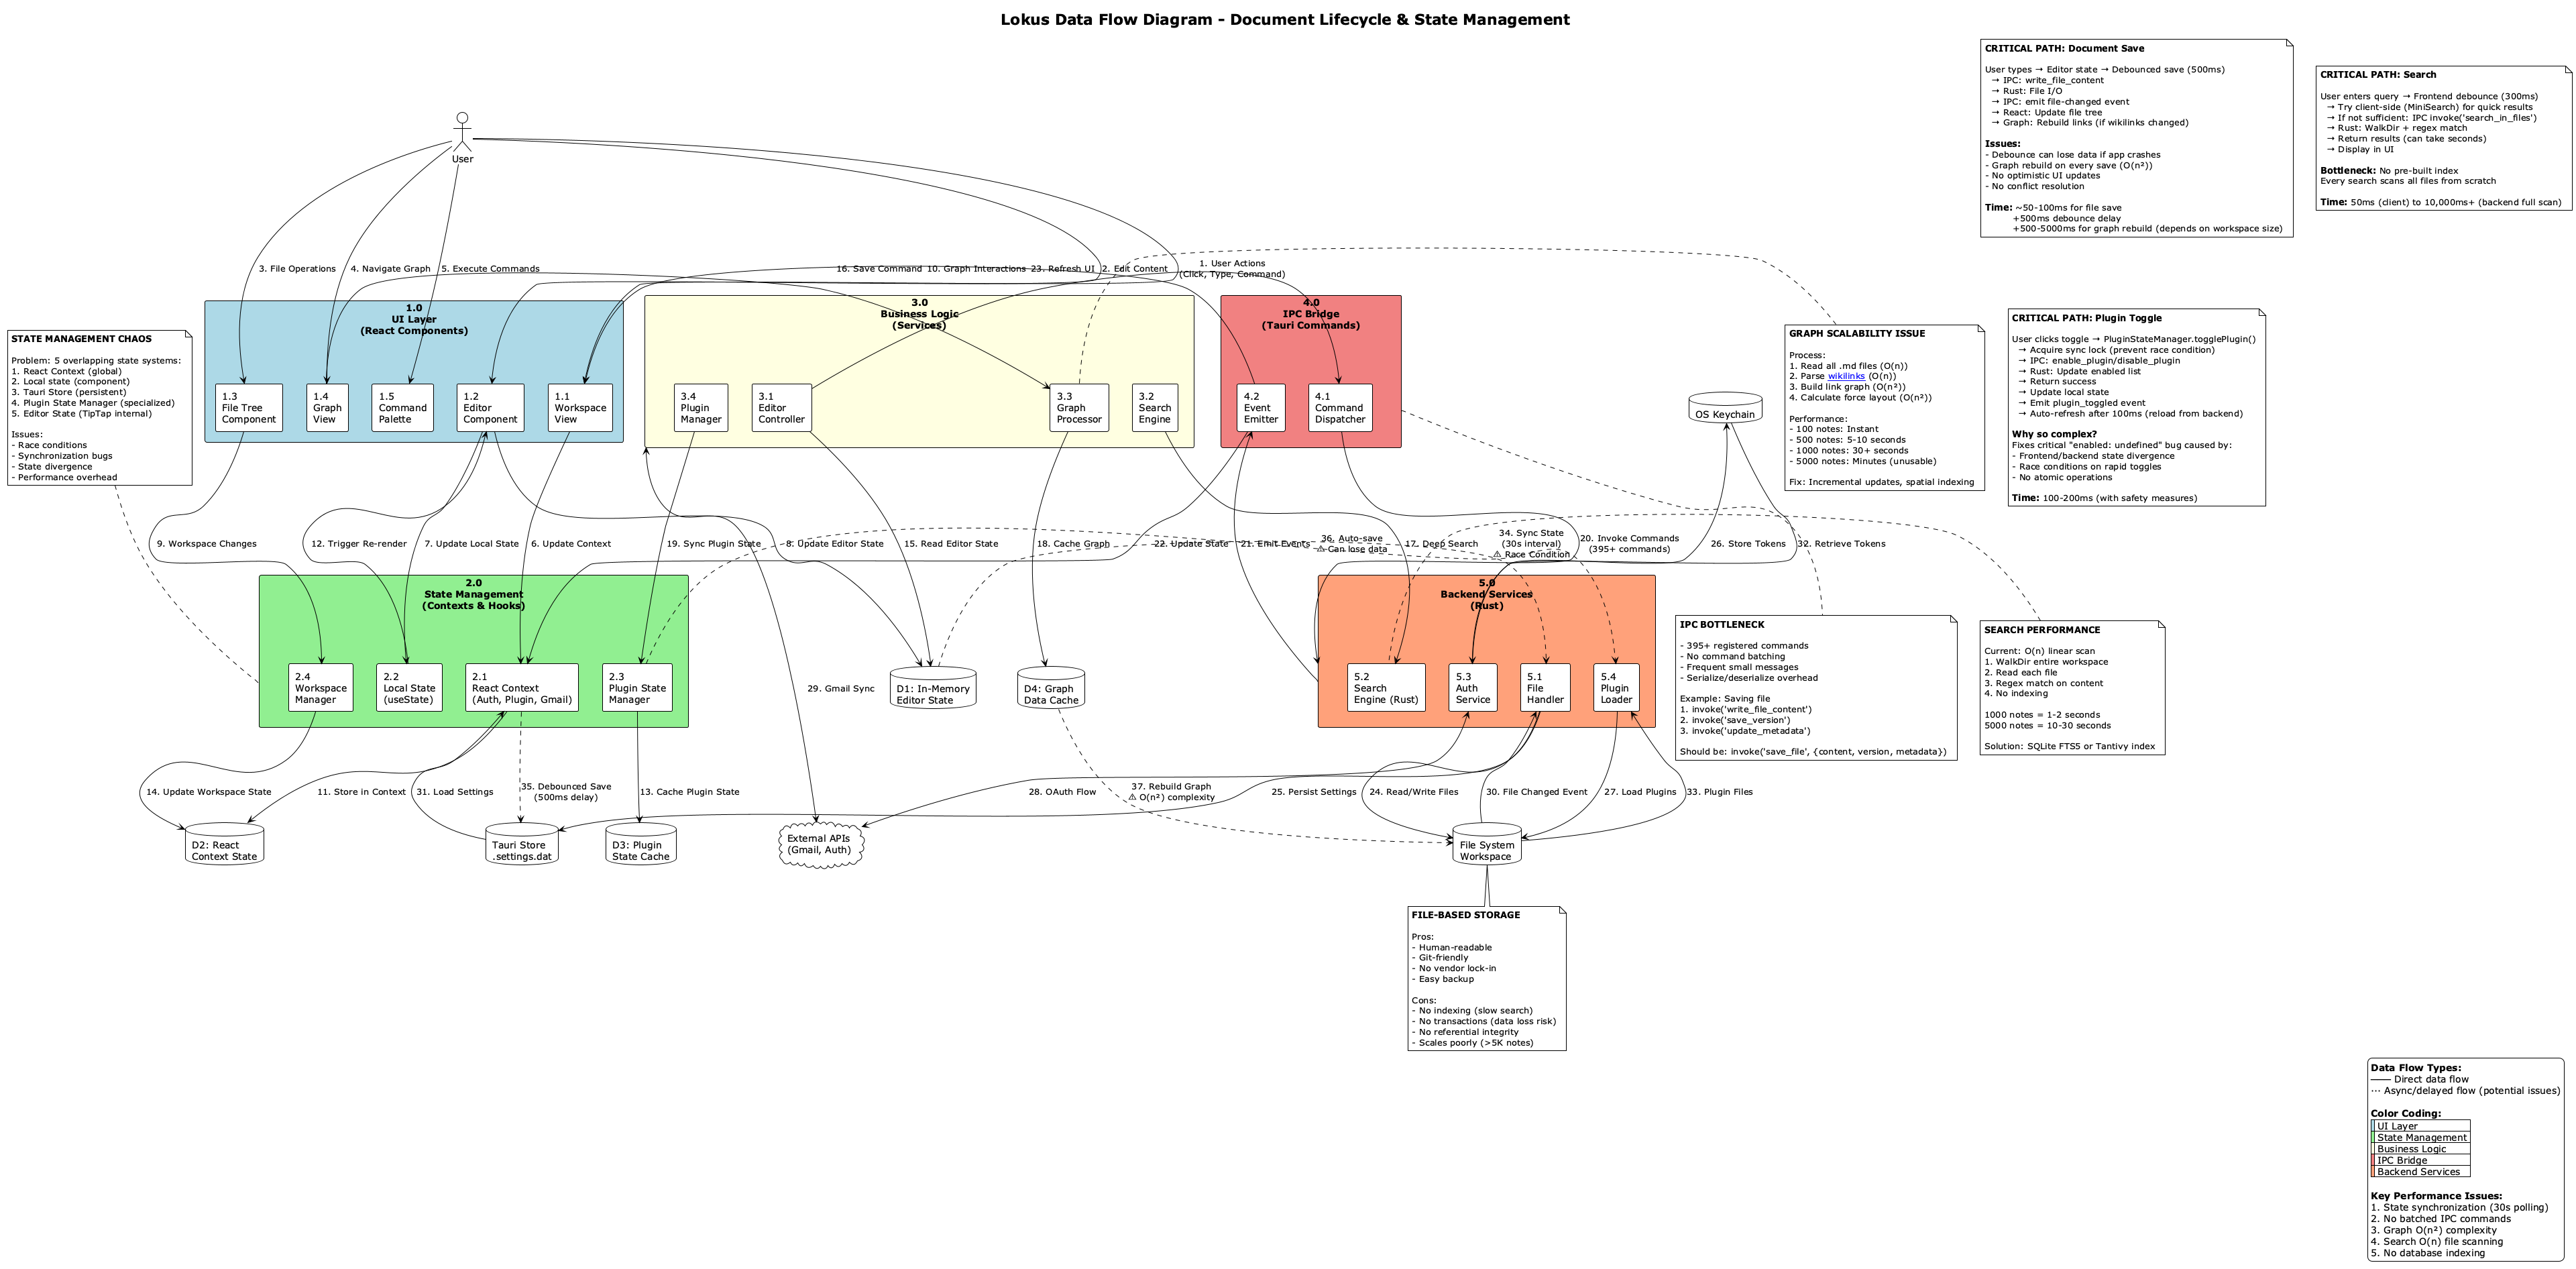 Lokus Data Flow Diagram - Document Lifecycle & State Management
CRITICAL PATH: Document Save
User types → Editor state → Debounced save (500ms)
→ IPC: write_file_content
→ Rust: File I/O
→ IPC: emit file-changed event
→ React: Update file tree
→ Graph: Rebuild links (if wikilinks changed)
Issues:
- Debounce can lose data if app crashes
- Graph rebuild on every save (O(n²))
- No optimistic UI updates
- No conflict resolution
Time: ~50-100ms for file save
+500ms debounce delay
+500-5000ms for graph rebuild (depends on workspace size)
CRITICAL PATH: Search
User enters query → Frontend debounce (300ms)
→ Try client-side (MiniSearch) for quick results
→ If not sufficient: IPC invoke('search_in_files')
→ Rust: WalkDir + regex match
→ Return results (can take seconds)
→ Display in UI
Bottleneck: No pre-built index
Every search scans all files from scratch
Time: 50ms (client) to 10,000ms+ (backend full scan)
User
3. File Operations
4. Navigate Graph
5. Execute Commands
16. Save Command
10. Graph Interactions
23. Refresh UI
2. Edit Content
1. User Actions
(Click, Type, Command)
STATE MANAGEMENT CHAOS
Problem: 5 overlapping state systems:
1. React Context (global)
2. Local state (component)
3. Tauri Store (persistent)
4. Plugin State Manager (specialized)
5. Editor State (TipTap internal)
Issues:
- Race conditions
- Synchronization bugs
- State divergence
- Performance overhead
1.0
UI Layer
(React Components)
1.3
File Tree
Component
1.4
Graph
View
1.5
Command
Palette
1.2
Editor
Component
1.1
Workspace
View
3.0
Business Logic
(Services)
3.4
Plugin
Manager
3.1
Editor
Controller
3.3
Graph
Processor
3.2
Search
Engine
4.0
IPC Bridge
(Tauri Commands)
4.2
Event
Emitter
4.1
Command
Dispatcher
OS Keychain
GRAPH SCALABILITY ISSUE
Process:
1. Read all .md files (O(n))
2. Parse wikilinks (O(n))
3. Build link graph (O(n²))
4. Calculate force layout (O(n²))
Performance:
- 100 notes: Instant
- 500 notes: 5-10 seconds
- 1000 notes: 30+ seconds
- 5000 notes: Minutes (unusable)
Fix: Incremental updates, spatial indexing
CRITICAL PATH: Plugin Toggle
User clicks toggle → PluginStateManager.togglePlugin()
→ Acquire sync lock (prevent race condition)
→ IPC: enable_plugin/disable_plugin
→ Rust: Update enabled list
→ Return success
→ Update local state
→ Emit plugin_toggled event
→ Auto-refresh after 100ms (reload from backend)
Why so complex?
Fixes critical "enabled: undefined" bug caused by:
- Frontend/backend state divergence
- Race conditions on rapid toggles
- No atomic operations
Time: 100-200ms (with safety measures)
9. Workspace Changes
12. Trigger Re-render
7. Update Local State
6. Update Context
19. Sync Plugin State
8. Update Editor State
15. Read Editor State
18. Cache Graph
22. Update State
21. Emit Events
36. Auto-save
⚠ Can lose data
17. Deep Search
34. Sync State
(30s interval)
⚠ Race Condition
20. Invoke Commands
(395+ commands)
26. Store Tokens
32. Retrieve Tokens
2.0
State Management
(Contexts & Hooks)
2.4
Workspace
Manager
2.2
Local State
(useState)
2.1
React Context
(Auth, Plugin, Gmail)
2.3
Plugin State
Manager
29. Gmail Sync
D1: In-Memory
Editor State
D4: Graph
Data Cache
5.0
Backend Services
(Rust)
5.2
Search
Engine (Rust)
5.3
Auth
Service
5.1
File
Handler
5.4
Plugin
Loader
IPC BOTTLENECK
- 395+ registered commands
- No command batching
- Frequent small messages
- Serialize/deserialize overhead
Example: Saving file
1. invoke('write_file_content')
2. invoke('save_version')
3. invoke('update_metadata')
Should be: invoke('save_file', {content, version, metadata})
SEARCH PERFORMANCE
Current: O(n) linear scan
1. WalkDir entire workspace
2. Read each file
3. Regex match on content
4. No indexing
1000 notes = 1-2 seconds
5000 notes = 10-30 seconds
Solution: SQLite FTS5 or Tantivy index
14. Update Workspace State
11. Store in Context
31. Load Settings
35. Debounced Save
(500ms delay)
13. Cache Plugin State
28. OAuth Flow
37. Rebuild Graph
⚠ O(n²) complexity
25. Persist Settings
24. Read/Write Files
30. File Changed Event
27. Load Plugins
33. Plugin Files
D2: React
Context State
Tauri Store
.settings.dat
D3: Plugin
State Cache
External APIs
(Gmail, Auth)
File System
Workspace
FILE-BASED STORAGE
Pros:
- Human-readable
- Git-friendly
- No vendor lock-in
- Easy backup
Cons:
- No indexing (slow search)
- No transactions (data loss risk)
- No referential integrity
- Scales poorly (>5K notes)
Data Flow Types:
—— Direct data flow
··· Async/delayed flow (potential issues)
Color Coding:
UI Layer
State Management
Business Logic
IPC Bridge
Backend Services
Key Performance Issues:
1. State synchronization (30s polling)
2. No batched IPC commands
3. Graph O(n²) complexity
4. Search O(n) file scanning
5. No database indexing